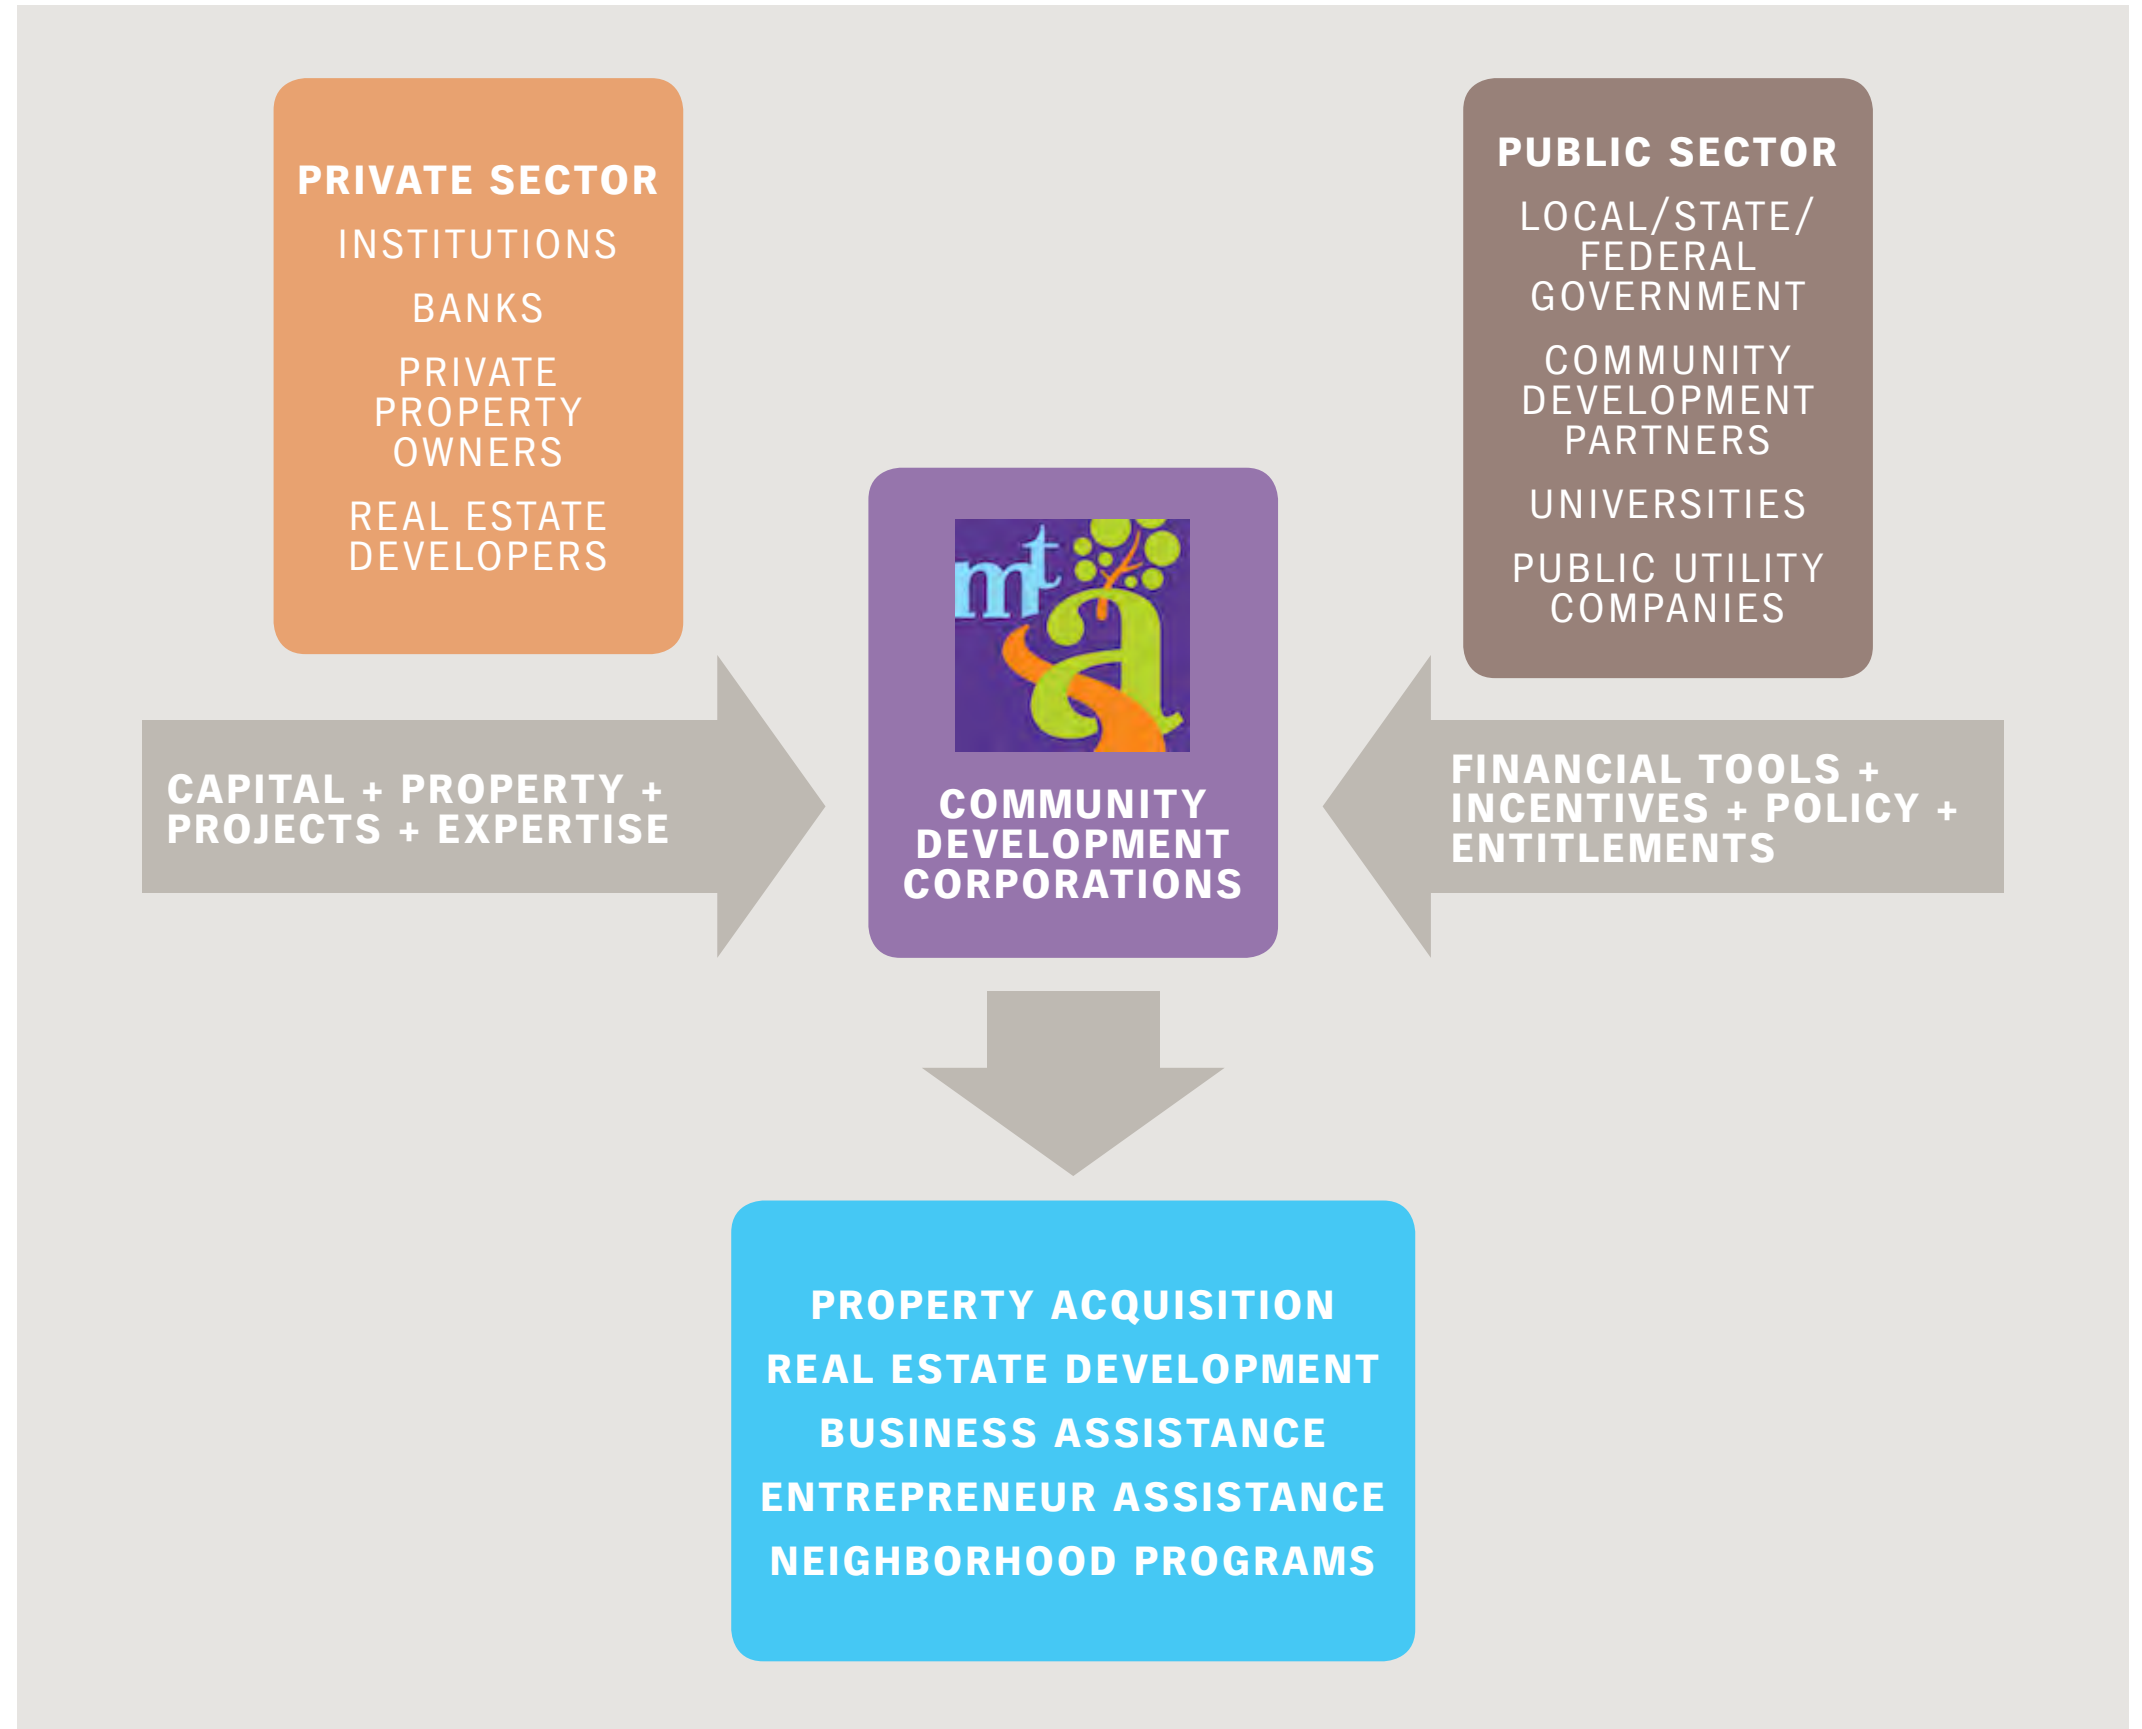 PRIVATE SECTOR
INSTITUTIONS
BANKS
PRIVATE
PROPERTY
OWNERS
REAL ESTATE
DEVELOPERS
PUBLIC SECTOR
LOCAL/STATE/
FEDERAL
GOVERNMENT
COMMUNITY
DEVELOPMENT
PARTNERS
UNIVERSITIES
PUBLIC UTILITY
COMPANIES
CAPITAL + PROPERTY +
PROJECTS + EXPERTISE
mt
a
COMMUNITY
DEVELOPMENT
CORPORATIONS
FINANCIAL TOOLS +
INCENTIVES + POLICY +
ENTITLEMENTS
PROPERTY ACQUISITION
REAL ESTATE DEVELOPMENT
BUSINESS ASSISTANCE
ENTREPRENEUR ASSISTANCE
NEIGHBORHOOD PROGRAMS